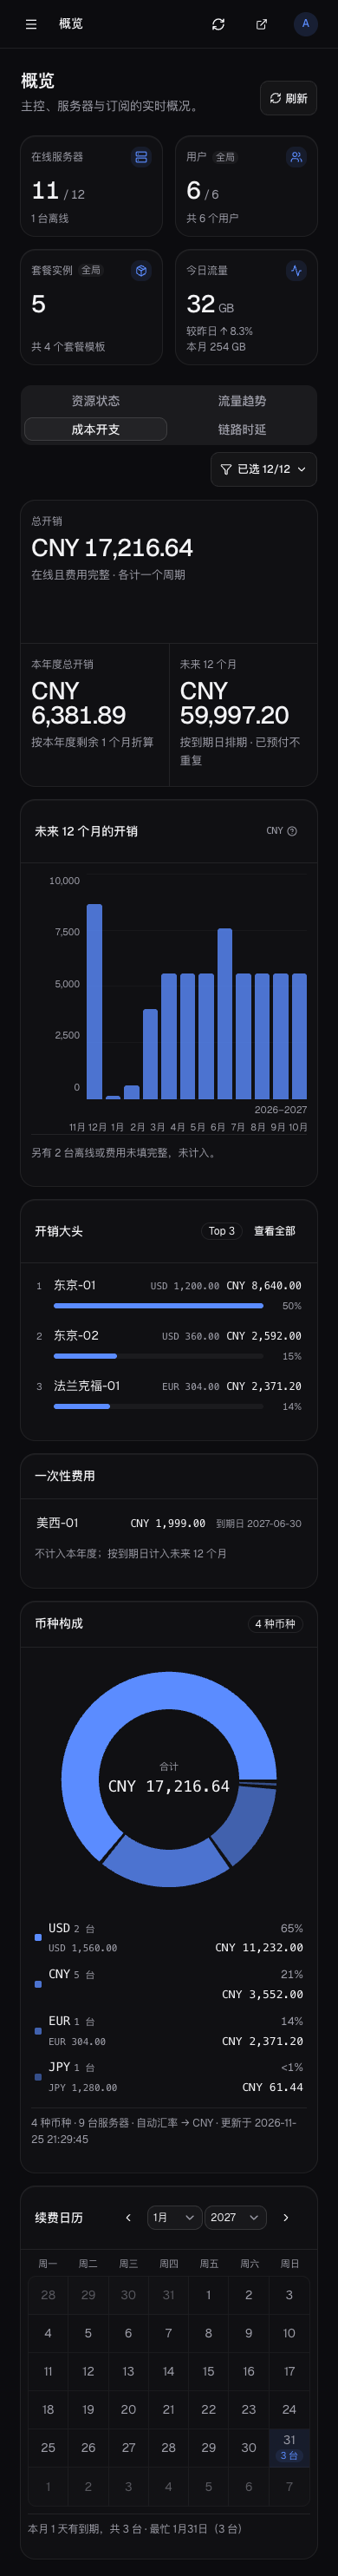 概览
A
概览
主控、服务器与订阅的实时概况。
刷新
在线服务器
11 / 12
1 台离线
用户 全局
6 / 6
共 6 个用户
套餐实例 全局
5
共 4 个套餐模板
今日流量
32 GB
较昨日 ↑ 8.3%
本月 254 GB
资源状态
流量趋势
成本开支
链路时延
已选 12/12
总开销
CNY 17,216.64
在线且费用完整 · 各计一个周期
本年度总开销
CNY
6,381.89
按本年度剩余 1 个月折算
未来 12 个月
CNY
59,997.20
按到期日排期 · 已预付不
重复
未来 12 个月的开销
CNY
10,000
7,500
5,000
2,500
0
2026–2027
11月 12月 1月 2月 3月 4月 5月 6月 7月 8月 9月 10月
另有 2 台离线或费用未填完整，未计入。
开销大头
Top 3
查看全部
1 东京-01 USD 1,200.00 CNY 8,640.00
50%
2 东京-02 USD 360.00 CNY 2,592.00
15%
3 法兰克福-01 EUR 304.00 CNY 2,371.20
14%
一次性费用
美西-01 CNY 1,999.00 到期日 2027-06-30
不计入本年度；按到期日计入未来 12 个月
币种构成
4 种币种
合计
CNY 17,216.64
USD 2 台 65%
USD 1,560.00 CNY 11,232.00
CNY 5 台 21%
CNY 3,552.00
EUR 1 台 14%
EUR 304.00 CNY 2,371.20
JPY 1 台 <1%
JPY 1,280.00 CNY 61.44
4 种币种 · 9 台服务器 · 自动汇率 → CNY · 更新于 2026-11-
25 21:29:45
续费日历
1月
2027
周一 周二 周三 周四 周五 周六 周日
28 29 30 31 1 2 3
4 5 6 7 8 9 10
11 12 13 14 15 16 17
18 19 20 21 22 23 24
25 26 27 28 29 30 31
3 台
1 2 3 4 5 6 7
本月 1 天有到期，共 3 台 · 最忙 1月31日（3 台）